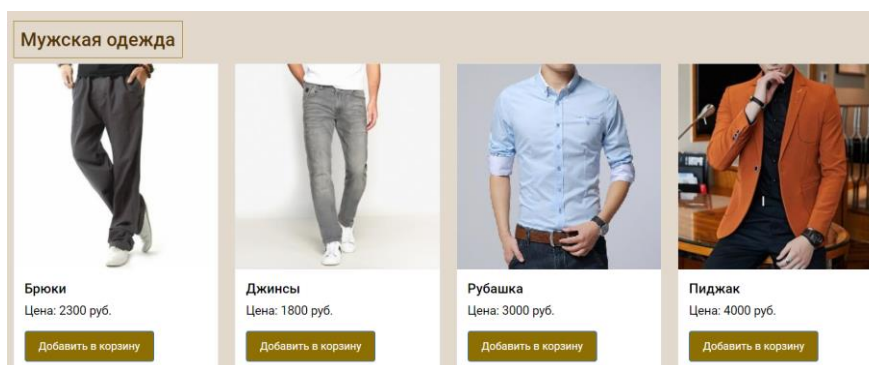 Мужская одежда
Брюки
Цена: 2300 руб.
Добавить в корзину
Джинсы
Цена: 1800 руб.
Добавить в корзину
Рубашка
Цена: 3000 руб.
Добавить в корзину
Пиджак
Цена: 4000 руб.
Добавить в корзину